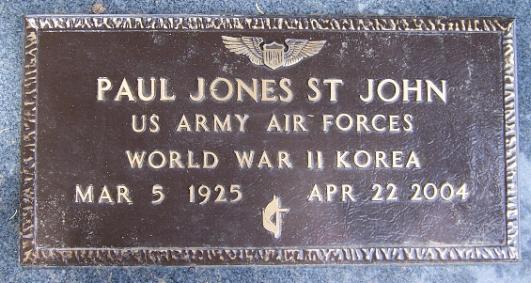 PAUL JONES ST JOHN
US ARMY AIR FORCES
WORLD WAR II KOREA
MAR 5 1925 APR 22 2004